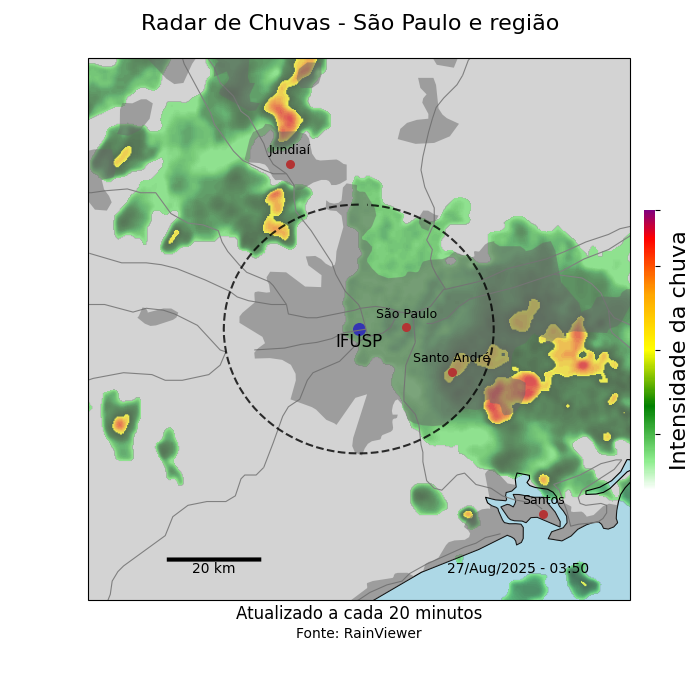 Radar de Chuvas - São Paulo e região
Jundiaí
São Paulo
IFUSP
Santo André
Intensidade da chuva
Santos
20 km
27/Aug/2025 - 03:50
Atualizado a cada 20 minutos
Fonte: RainViewer